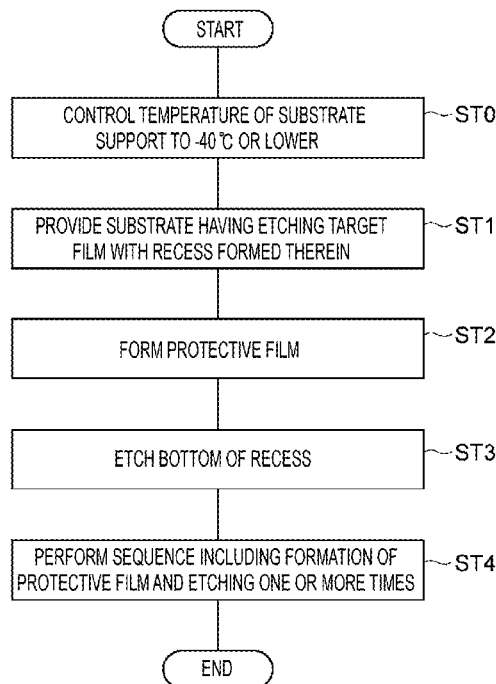 START
CONTROL TEMPERATURE OF SUBSTRATE
SUPPORT TO -40℃ OR LOWER
ST0
PROVIDE SUBSTRATE HAVING ETCHING TARGET
FILM WITH RECESS FORMED THEREIN
ST1
FORM PROTECTIVE FILM
ST2
ETCH BOTTOM OF RECESS
ST3
PERFORM SEQUENCE INCLUDING FORMATION OF
PROTECTIVE FILM AND ETCHING ONE OR MORE TIMES
ST4
END